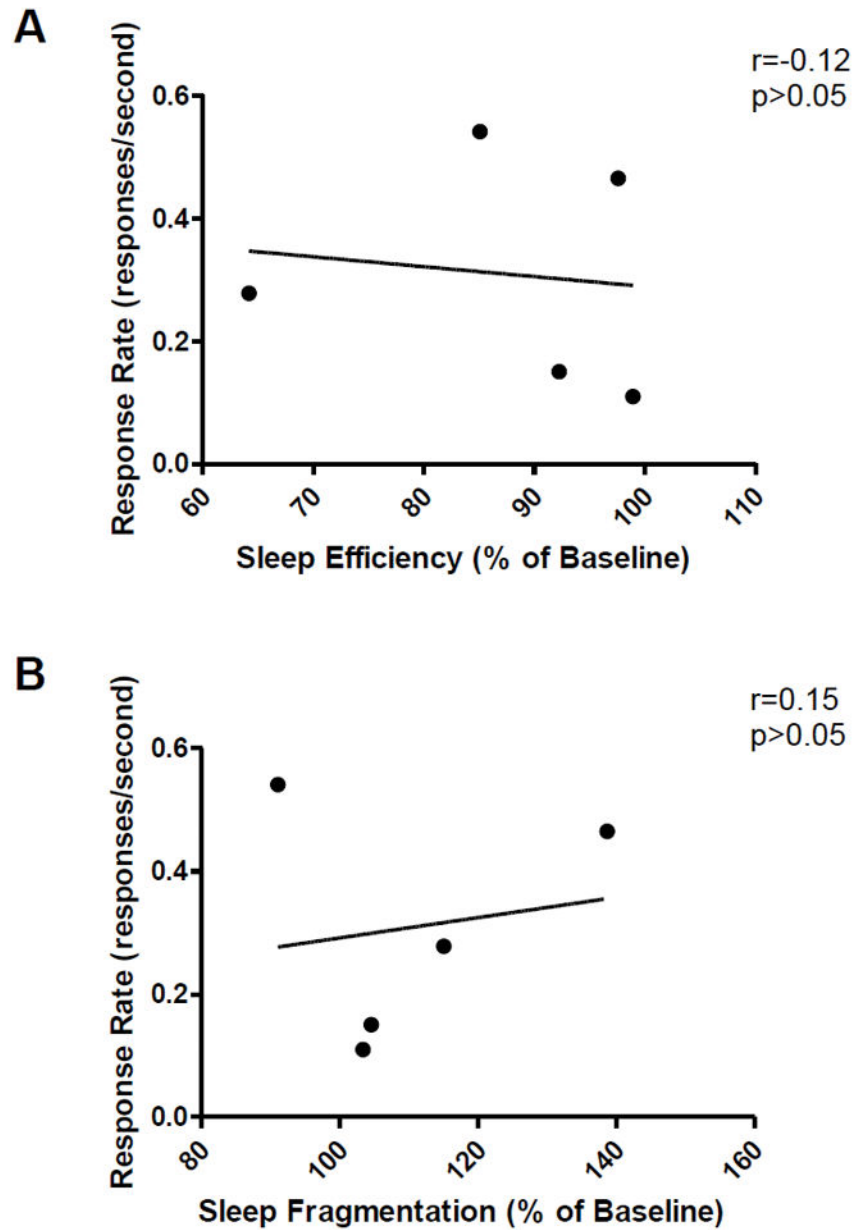 A
r=-0.12
p>0.05
Response Rate (responses/second)
0.6
0.4
0.2
0.0
60
70
80
90
100
110
Sleep Efficiency (% of Baseline)
B
r=0.15
p>0.05
Response Rate (responses/second)
0.6
0.4
0.2
0.0
80
100
120
140
160
Sleep Fragmentation (% of Baseline)